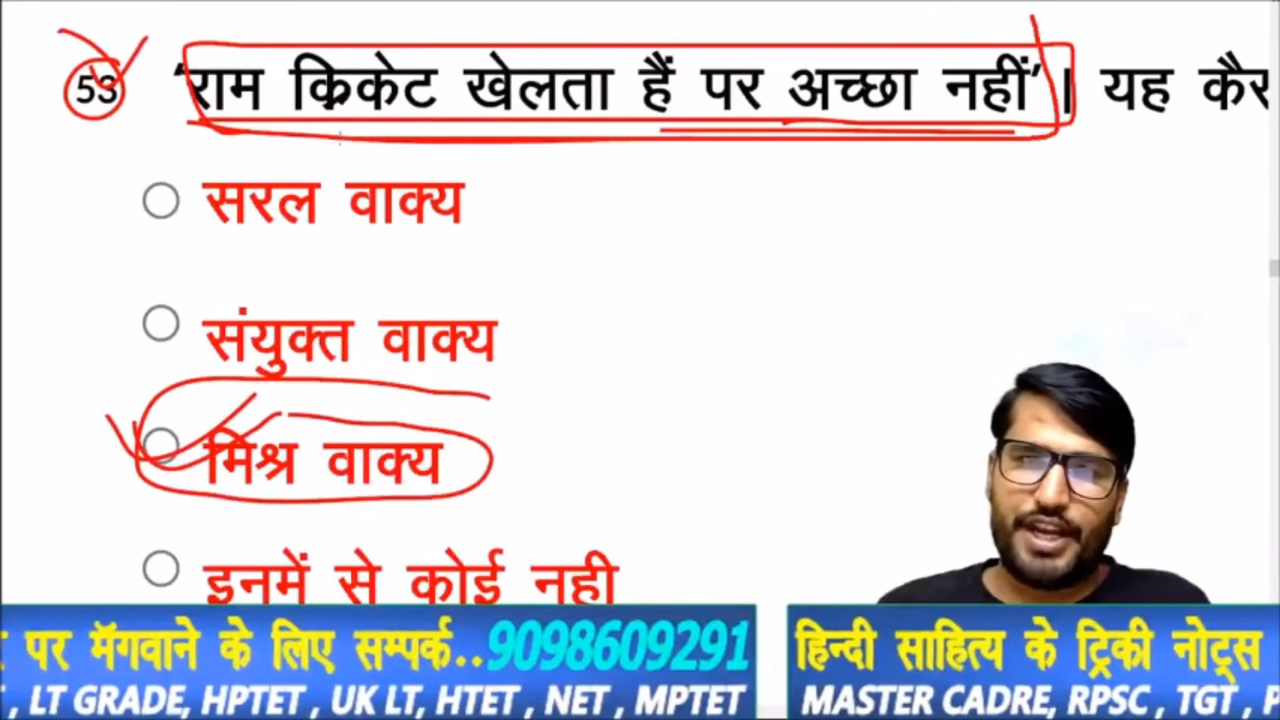 53 'राम क्रिकेट खेलता हैं पर अच्छा नहीं' । यह
सरल वाक्य
संयुक्त वाक्य
मिश्र वाक्य
इनमें से कोई नही
पर मॅगवाने के लिए सम्पर्क..9098609291
हिन्दी साहित्य के ट्रिकी नोट्स
, LT GRADE, HPTET , UK LT, HTET , NET , MPTET
MASTER CADRE, RPSC , TGT ,